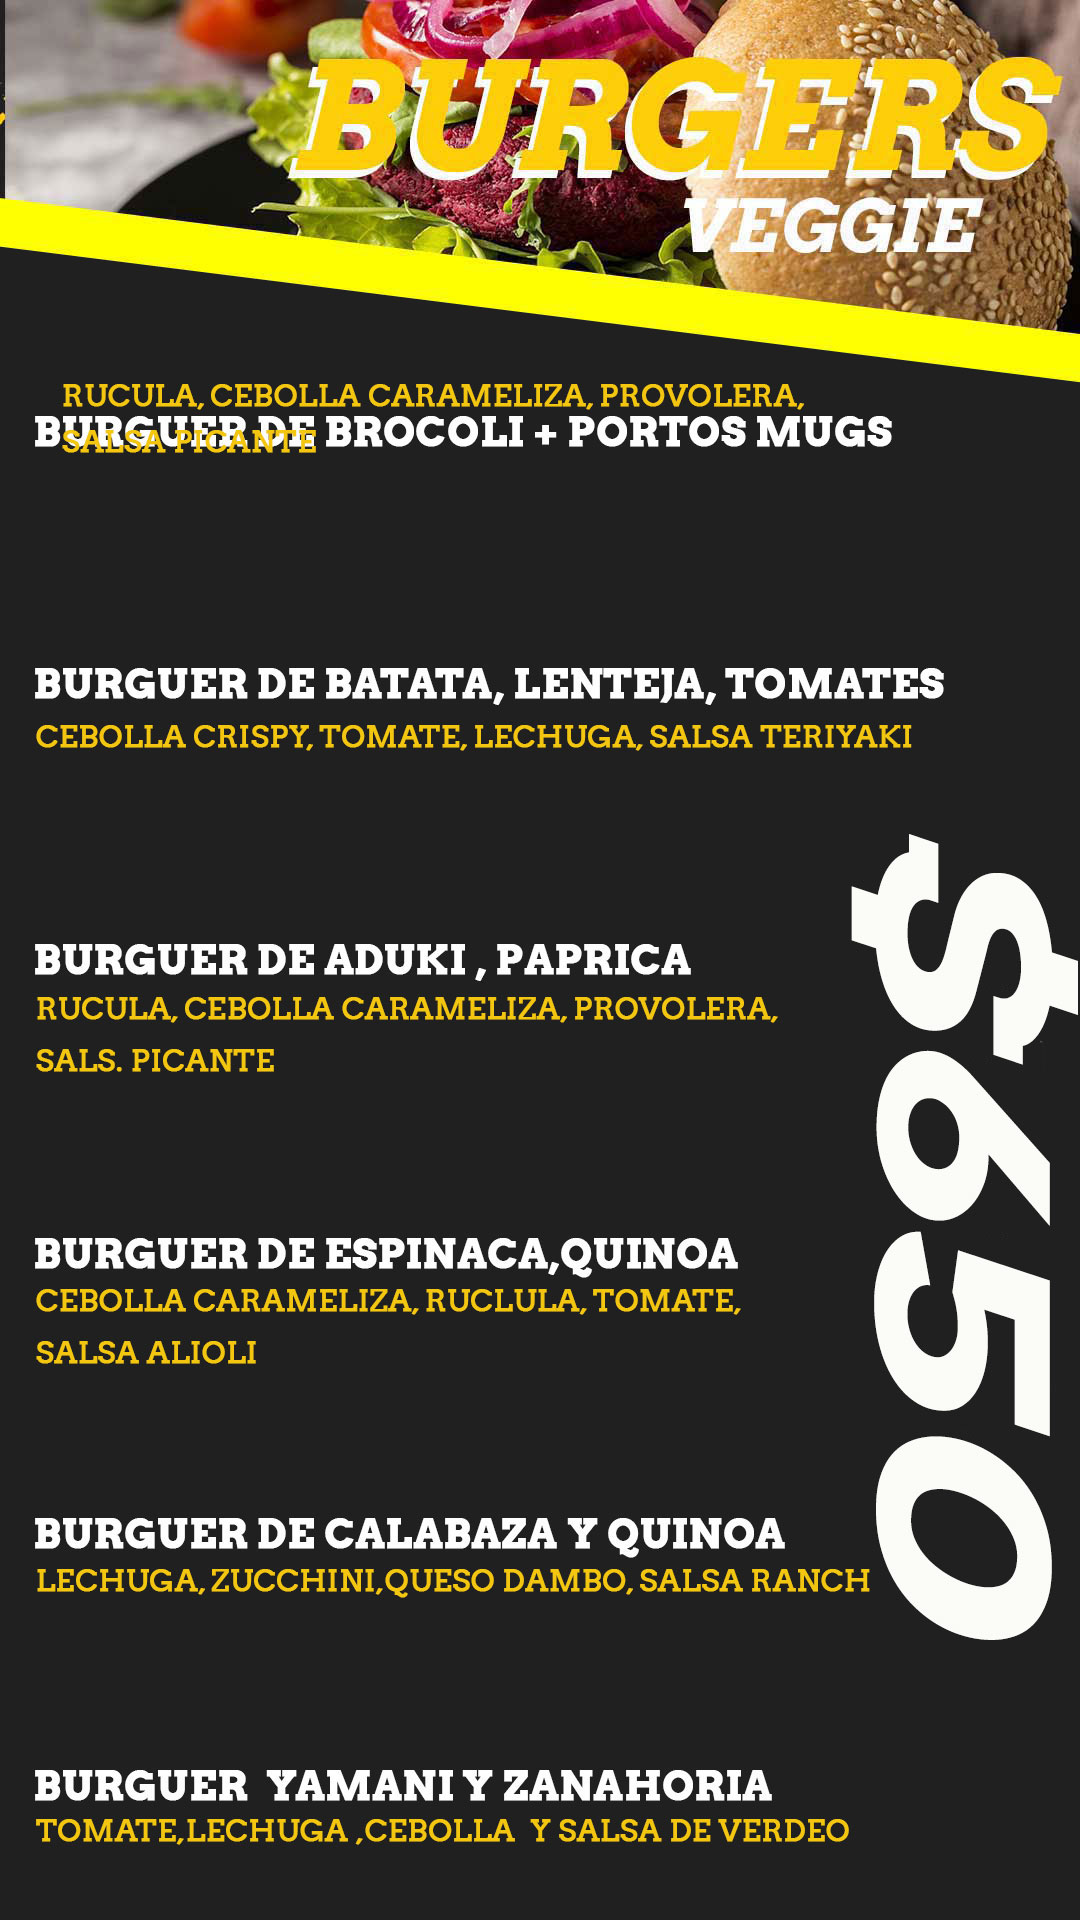 BURGERS
VEGGIE
RUCULA, CEBOLLA CARAMELIZA, PROVOLERA,
BURGUER DE BROCOLI + PORTOS MUGS
SALSA PICANTE
BURGUER DE BATATA, LENTEJA, TOMATES
CEBOLLA CRISPY, TOMATE, LECHUGA, SALSA TERIYAKI
BURGUER DE ADUKI , PAPRICA
RUCULA, CEBOLLA CARAMELIZA, PROVOLERA,
SALS. PICANTE
BURGUER DE ESPINACA,QUINOA
CEBOLLA CARAMELIZA, RUCLULA, TOMATE,
SALSA ALIOLI
BURGUER DE CALABAZA Y QUINOA
LECHUGA, ZUCCHINI,QUESO DAMBO, SALSA RANCH
BURGUER YAMANI Y ZANAHORIA
TOMATE,LECHUGA ,CEBOLLA Y SALSA DE VERDEO
$650